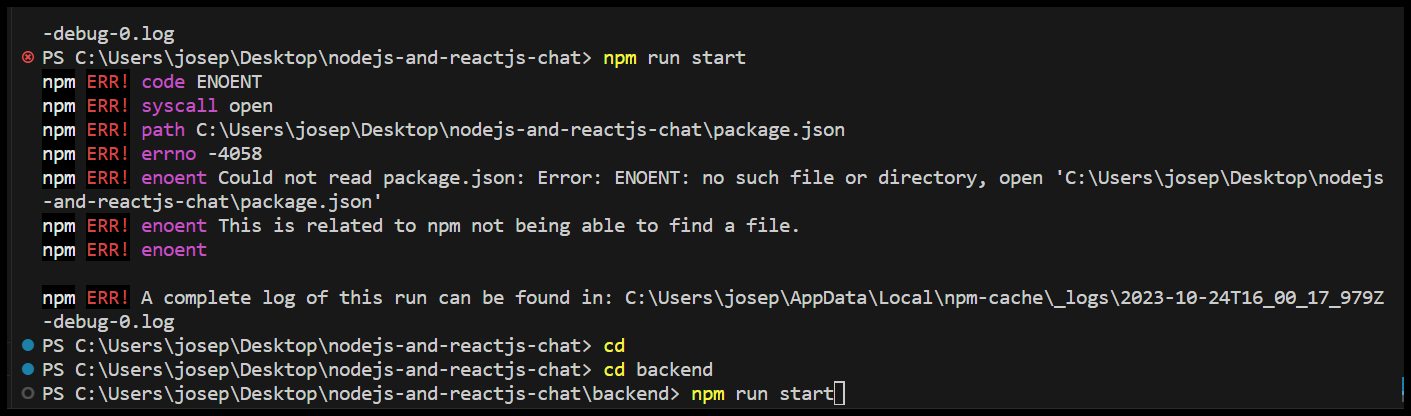 -debug-0.log
PS C:\Users\josep\Desktop\nodejs-and-reactjs-chat> npm run start
npm ERR! code ENOENT
npm ERR! syscall open
npm ERR! path C:\Users\josep\Desktop\nodejs-and-reactjs-chat\package.json
npm ERR! errno -4058
npm ERR! enoent Could not read package.json: Error: ENOENT: no such file or directory, open 'C:\Users\josep\Desktop\nodejs
-and-reactjs-chat\package.json'
npm ERR! enoent This is related to npm not being able to find a file.
npm ERR! enoent
npm ERR! A complete log of this run can be found in: C:\Users\josep\AppData\Local\npm-cache\_logs\2023-10-24T16_00_17_979Z
-debug-0.log
PS C:\Users\josep\Desktop\nodejs-and-reactjs-chat> cd
PS C:\Users\josep\Desktop\nodejs-and-reactjs-chat> cd backend
PS C:\Users\josep\Desktop\nodejs-and-reactjs-chat\backend> npm run start